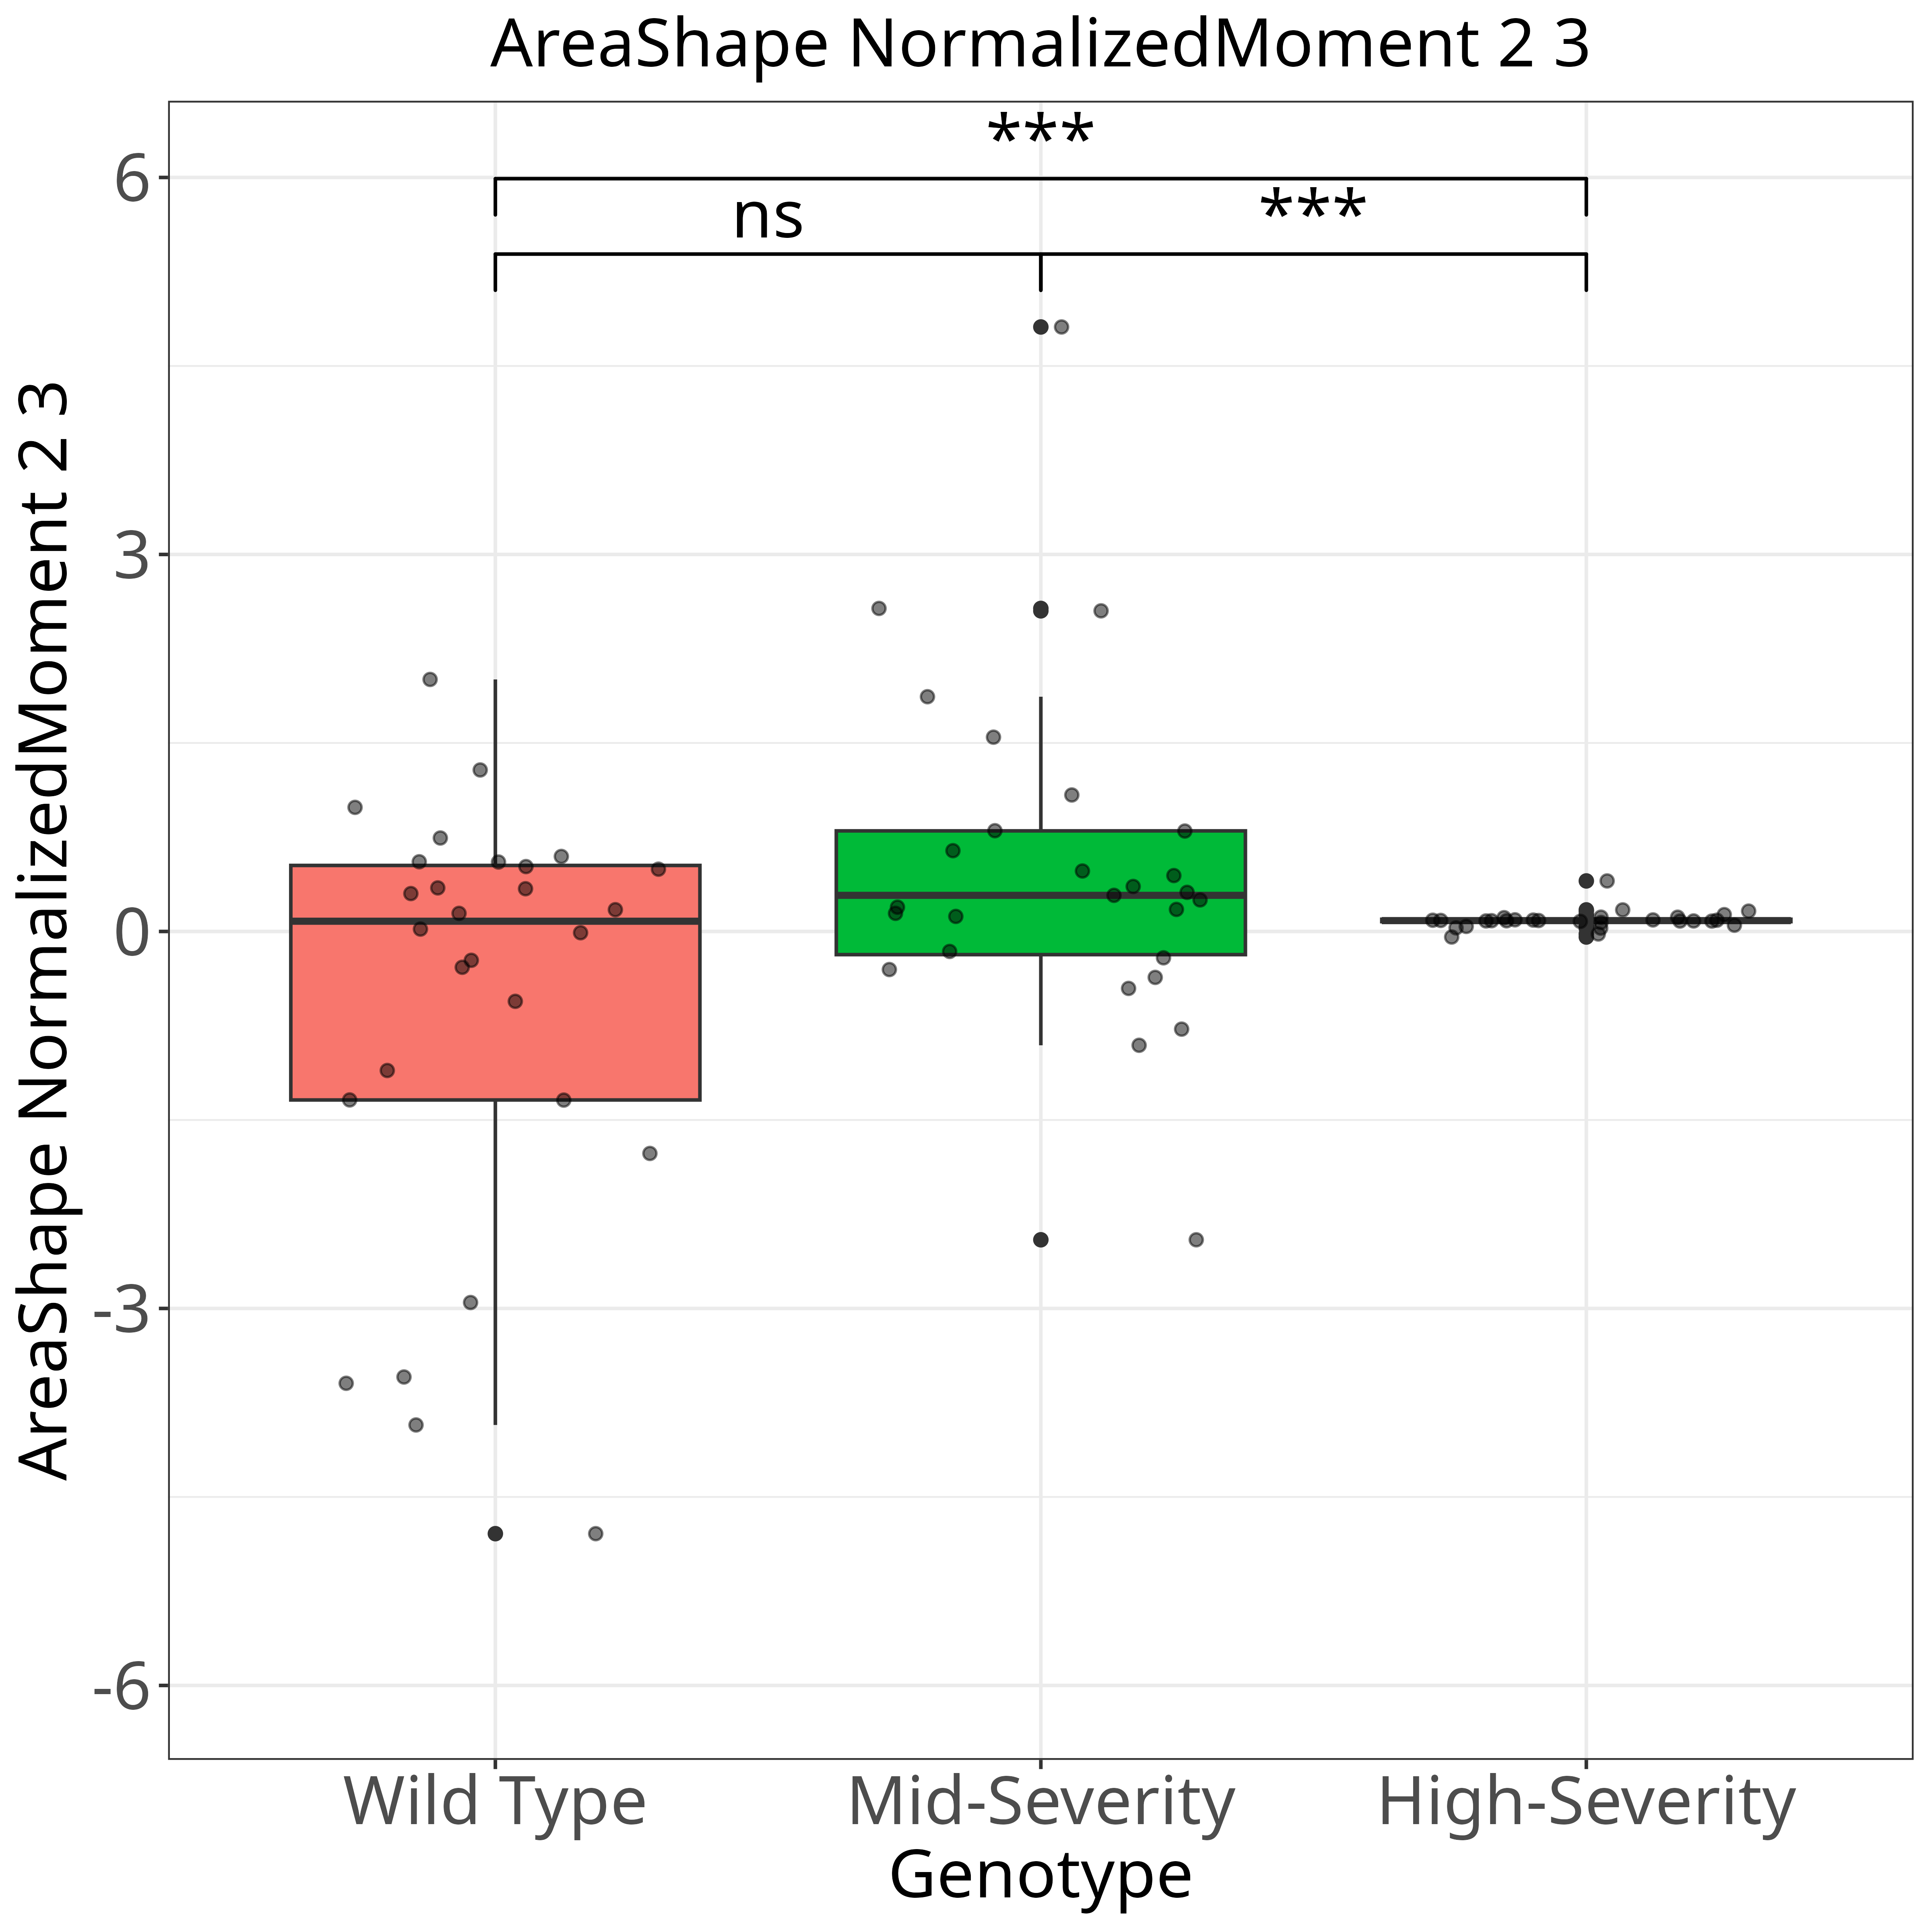 AreaShape NormalizedMoment 2 3
***
6
ns
***
3
0
-3
-6
AreaShape NormalizedMoment 2 3
Wild Type
Mid-Severity
High-Severity
Genotype